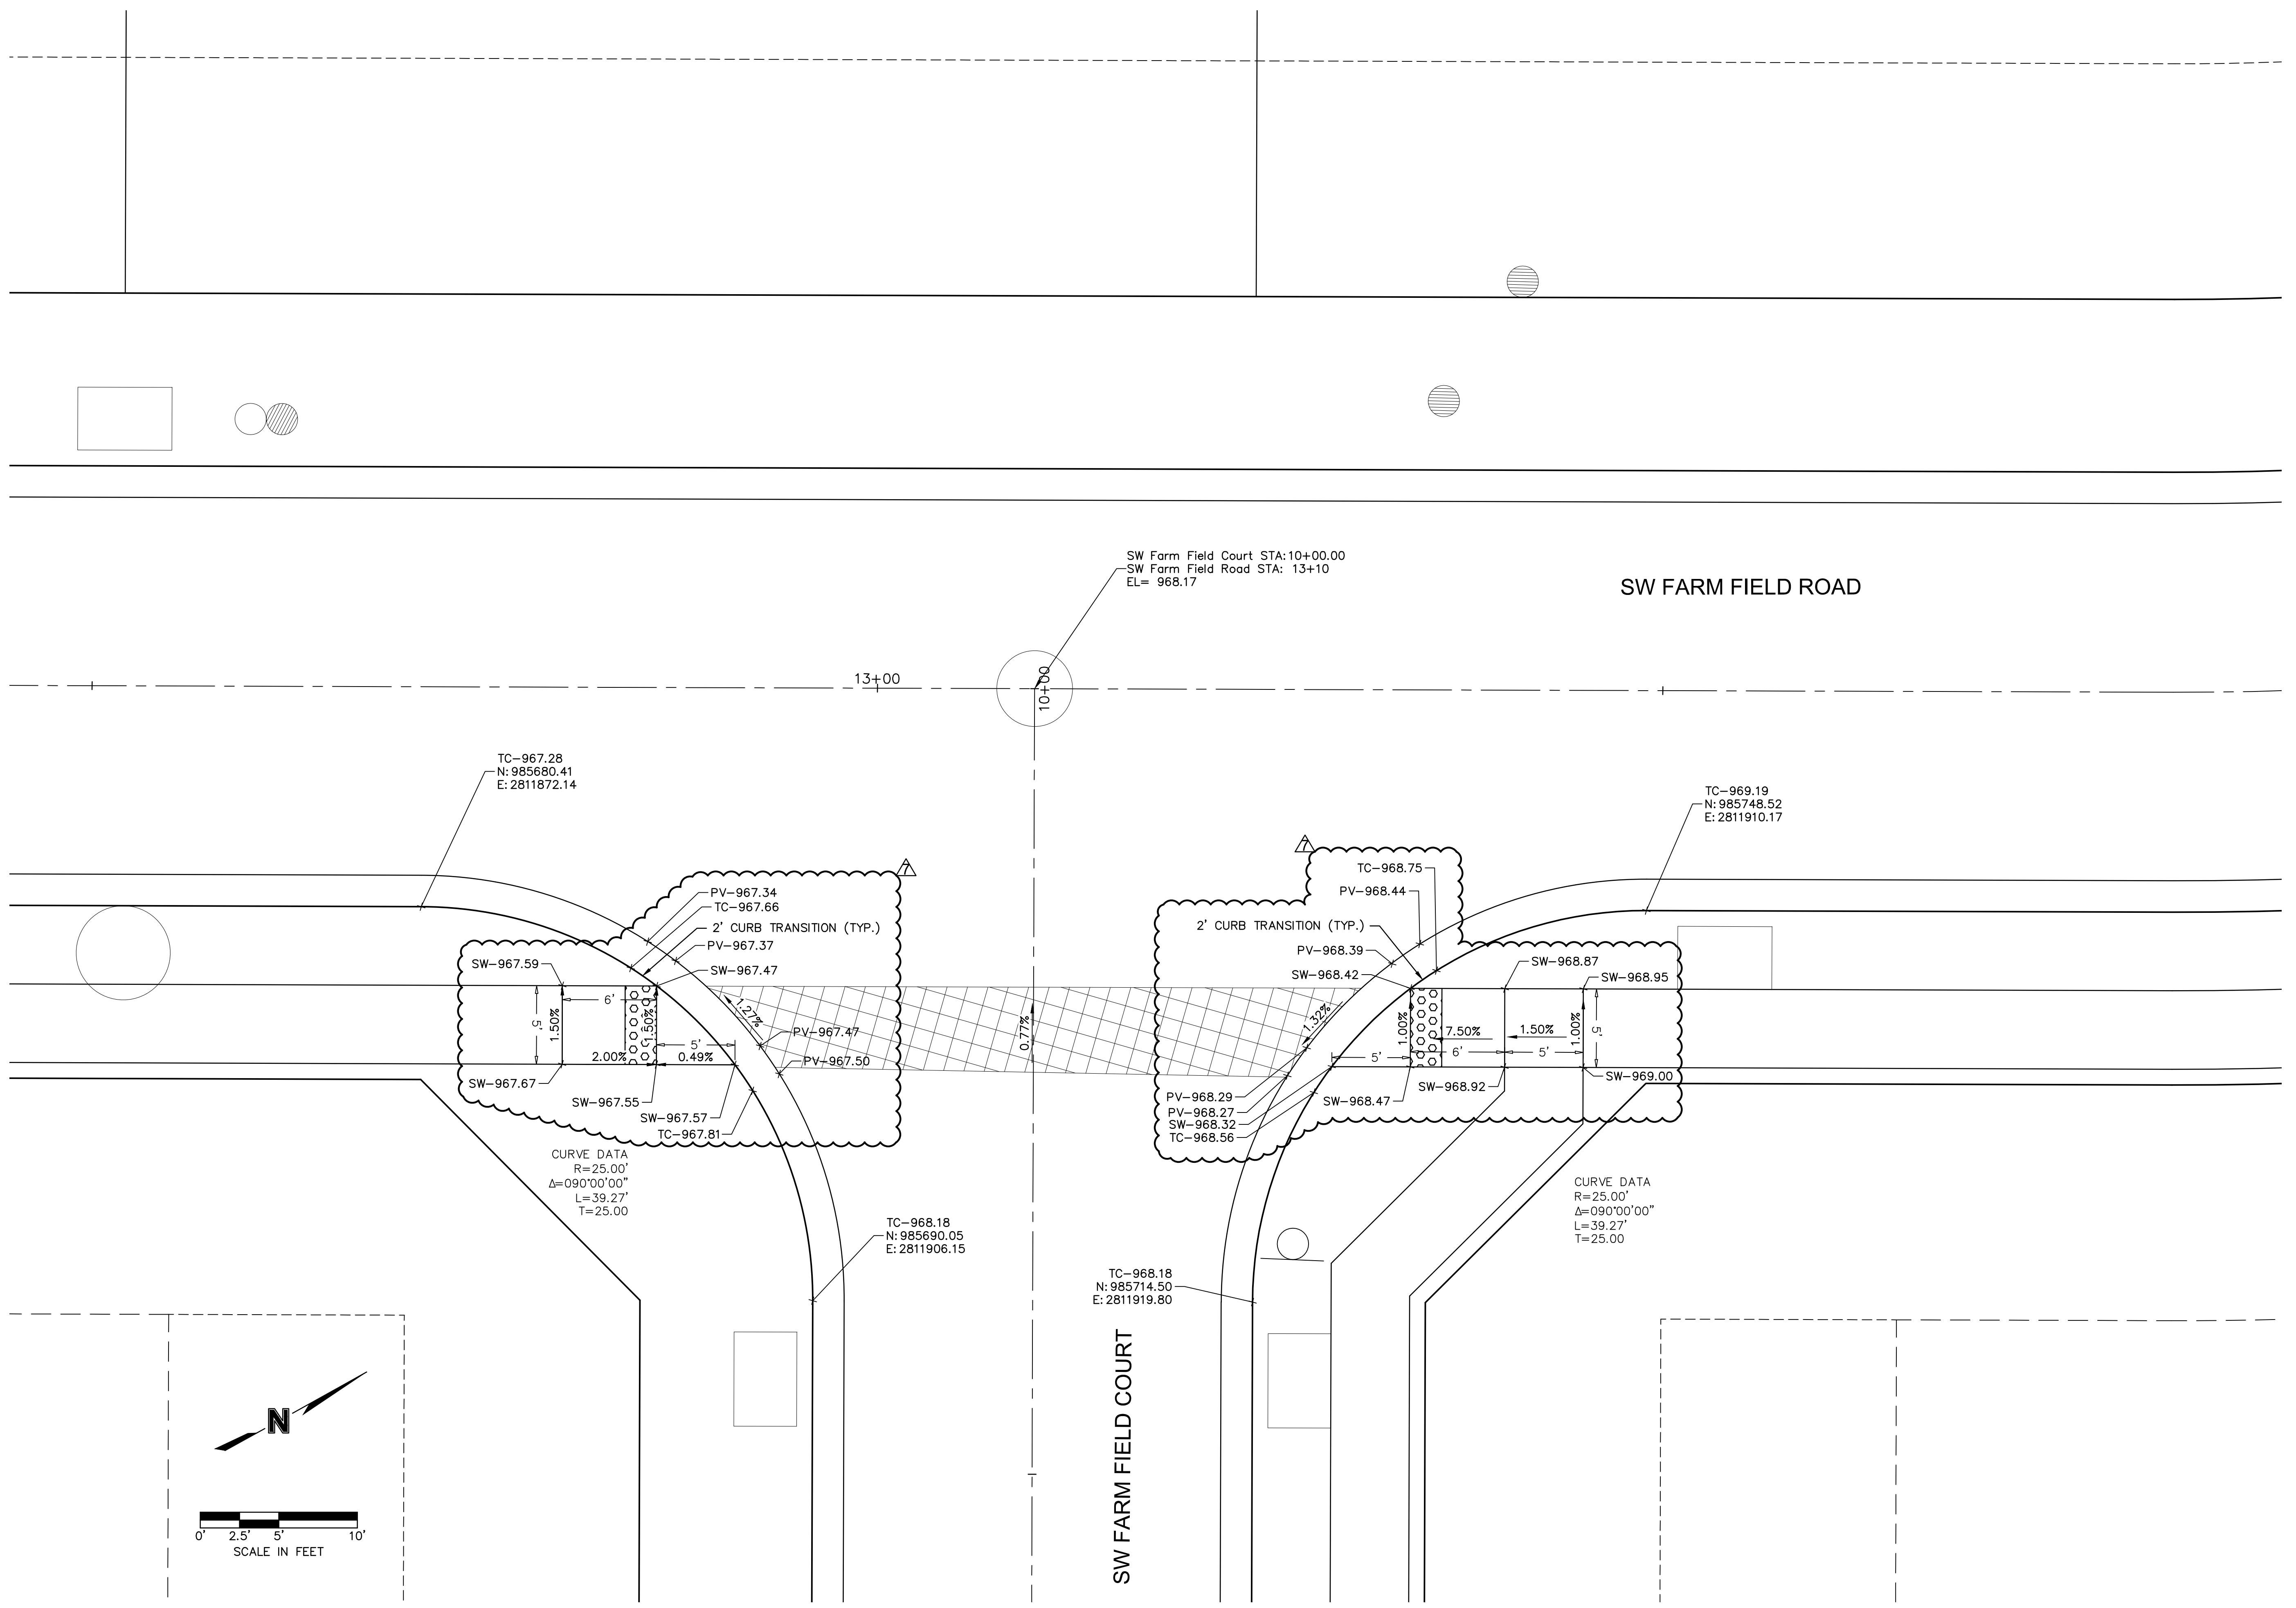 SW Farm Field Court STA:10+00.00
SW Farm Field Road STA: 13+10
EL= 968.17
SW FARM FIELD ROAD
13+00
10+00
TC-967.28
N:985680.41
E:2811872.14
TC-969.19
N:985748.52
E:2811910.17
7
PV-967.34
TC-967.66
2' CURB TRANSITION (TYP.)
PV-967.37
SW-967.47
SW-967.59
6'
5'
1.50%
1.50%
1.27%
PV-967.47
5'
2.00%
0.49%
PV-967.50
SW-967.67
SW-967.55
SW-967.57
TC-967.81
0.77%
7
TC-968.75
PV-968.44
2' CURB TRANSITION (TYP.)
PV-968.39
SW-968.42
SW-968.87
SW-968.95
1.32%
1.00%
7.50%
1.50%
1.00%
5'
5'
6'
5'
SW-969.00
SW-968.92
PV-968.29
SW-968.47
PV-968.27
SW-968.32
TC-968.56
CURVE DATA
R=25.00'
Δ=090°00'00"
L=39.27'
T=25.00
CURVE DATA
R=25.00'
Δ=090°00'00"
L=39.27'
T=25.00
TC-968.18
N:985690.05
E:2811906.15
TC-968.18
N:985714.50
E:2811919.80
SW FARM FIELD COURT
N
0' 2.5' 5' 10'
SCALE IN FEET